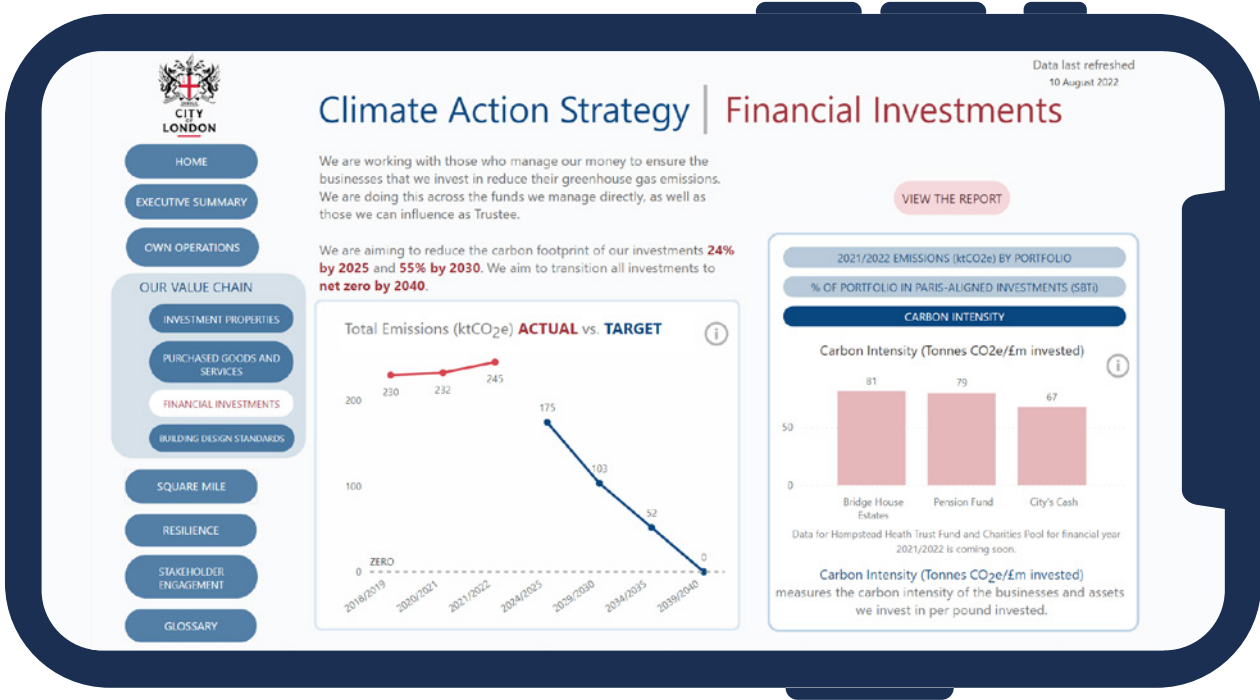 CITY
OF
LONDON
Data last refreshed
10 August 2022
Climate Action Strategy | Financial Investments
HOME
EXECUTIVE SUMMARY
OWN OPERATIONS
OUR VALUE CHAIN
INVESTMENT PROPERTIES
PURCHASED GOODS AND
SERVICES
FINANCIAL INVESTMENTS
BUILDING DESIGN STANDARDS
SQUARE MILE
RESILIENCE
STAKEHOLDER
ENGAGEMENT
GLOSSARY
We are working with those who manage our money to ensure the
businesses that we invest in reduce their greenhouse gas emissions.
We are doing this across the funds we manage directly, as well as
those we can influence as Trustee.
We are aiming to reduce the carbon footprint of our investments 24%
by 2025 and 55% by 2030. We aim to transition all investments to
net zero by 2040.
Total Emissions (ktCO2e) ACTUAL vs. TARGET
i
200
100
0
230
232
245
175
103
52
0
ZERO
2018/2019
2020/2021
2021/2022
2024/2025
2029/2030
2034/2035
2039/2040
VIEW THE REPORT
2021/2022 EMISSIONS (ktCO2e) BY PORTFOLIO
% OF PORTFOLIO IN PARIS-ALIGNED INVESTMENTS (SBTi)
CARBON INTENSITY
Carbon Intensity (Tonnes CO2e/£m invested)
i
50
0
81
79
67
Bridge House
Estates
Pension Fund
City's Cash
Data for Hampstead Heath Trust Fund and Charities Pool for financial year
2021/2022 is coming soon.
Carbon Intensity (Tonnes CO2e/£m invested)
measures the carbon intensity of the businesses and assets
we invest in per pound invested.